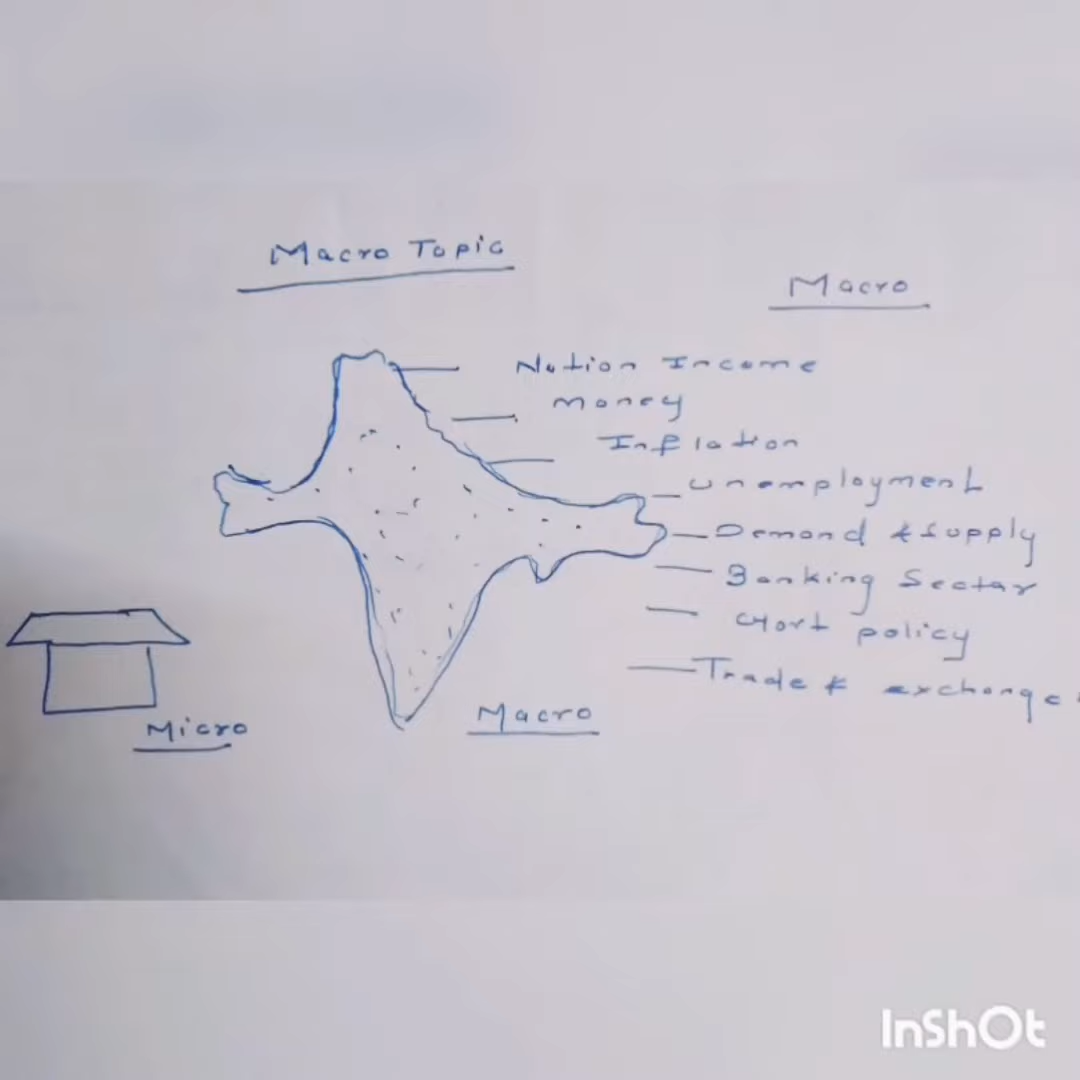 Macro Topic
Macro
Nation Income
Money
Inflation
Unemployment
Demand & Supply
Banking Sector
Govt policy
Trade & exchange
Micro
Macro
InShOt